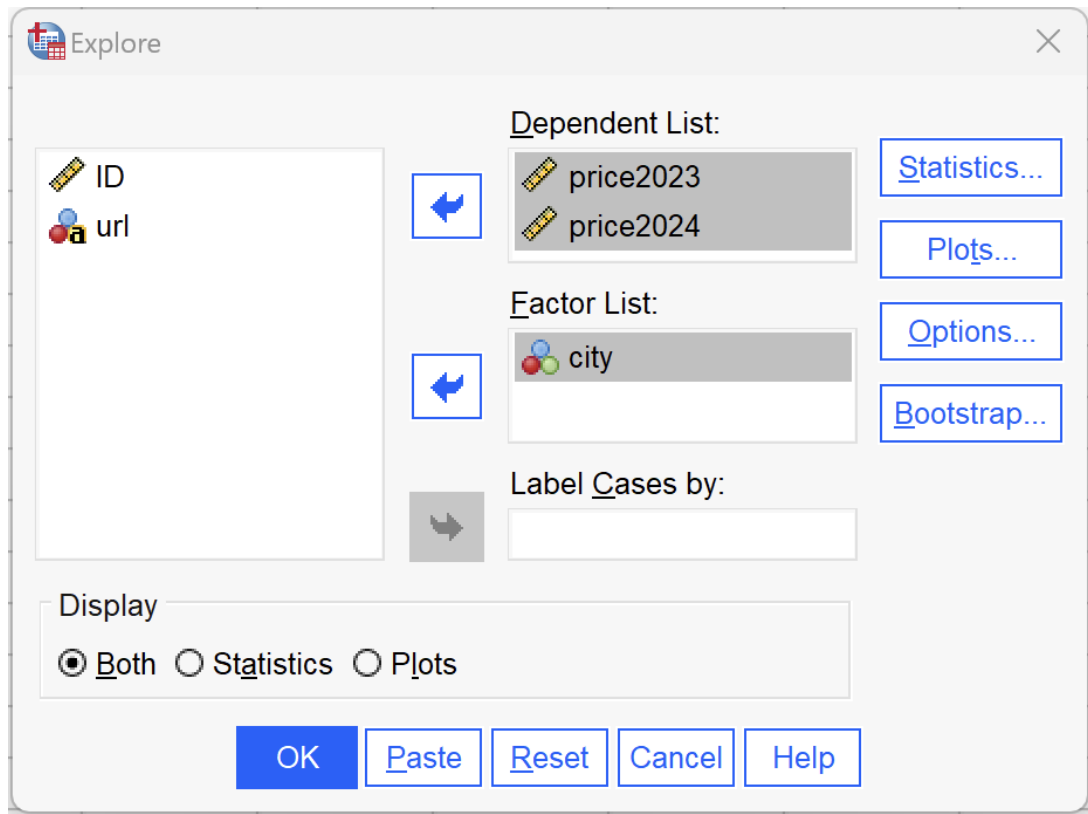 Explore
Dependent List:
ID
url
price2023
price2024
Statistics...
Plots...
Options...
Bootstrap...
Factor List:
city
Label Cases by:
Display
Both Statistics Plots
OK Paste Reset Cancel Help